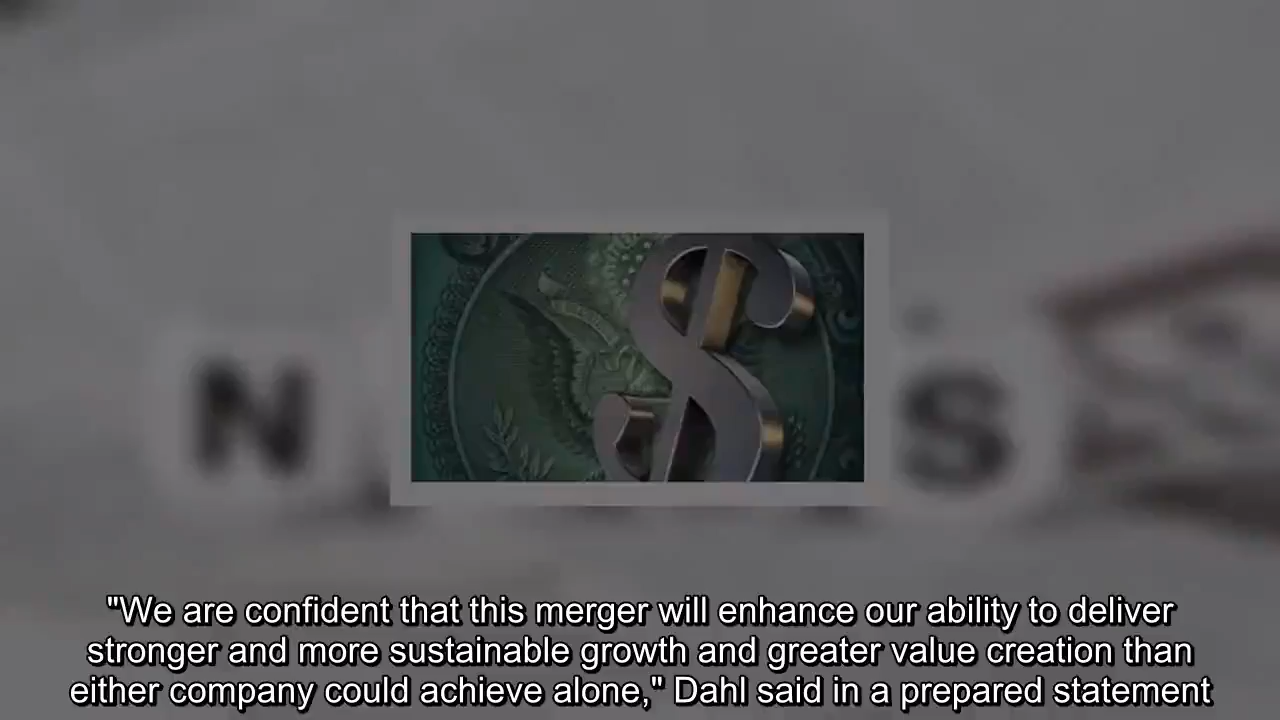 N S
"We are confident that this merger will enhance our ability to deliver
stronger and more sustainable growth and greater value creation than
either company could achieve alone," Dahl said in a prepared statement